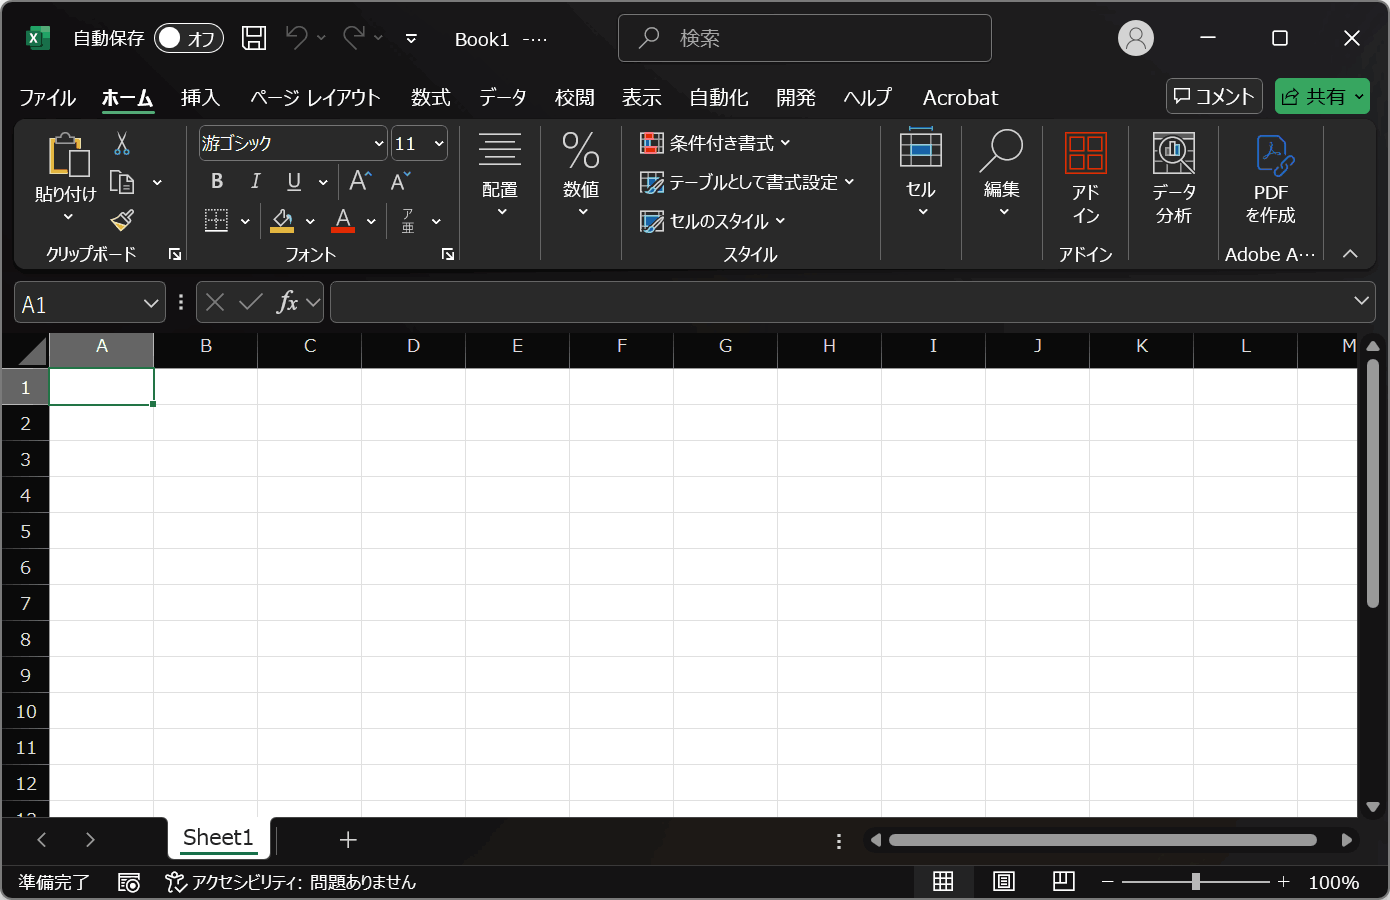 自動保存 オフ Book1 -… 検索
ファイル ホーム 挿入 ページ レイアウト 数式 データ 校閲 表示 自動化 開発 ヘルプ Acrobat コメント 共有
貼り付け
クリップボード
游ゴシック 11
B I U A A
A ア亜
フォント
配置
数値
条件付き書式
テーブルとして書式設定
セルのスタイル
スタイル
セル
編集
アド
イン
アドイン
データ
分析
PDF
を作成
Adobe A…
A1 fx
A B C D E F G H I J K L M
1
2
3
4
5
6
7
8
9
10
11
12
Sheet1
準備完了 アクセシビリティ: 問題ありません 100%